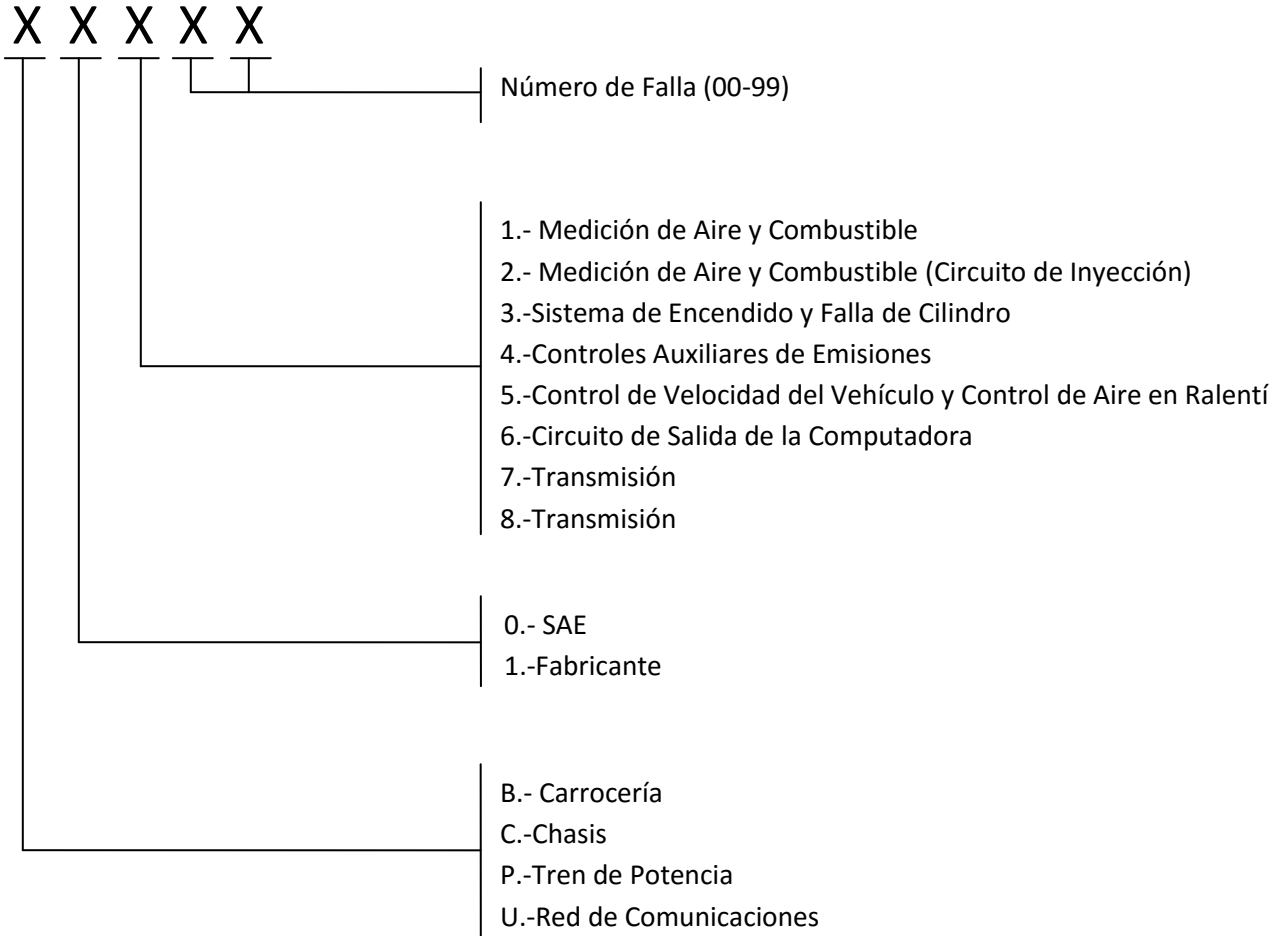 X X X X X
Número de Falla (00-99)
1.- Medición de Aire y Combustible
2.- Medición de Aire y Combustible (Circuito de Inyección)
3.-Sistema de Encendido y Falla de Cilindro
4.-Controles Auxiliares de Emisiones
5.-Control de Velocidad del Vehículo y Control de Aire en Ralentí
6.-Circuito de Salida de la Computadora
7.-Transmisión
8.-Transmisión
0.- SAE
1.-Fabricante
B.- Carrocería
C.-Chasis
P.-Tren de Potencia
U.-Red de Comunicaciones